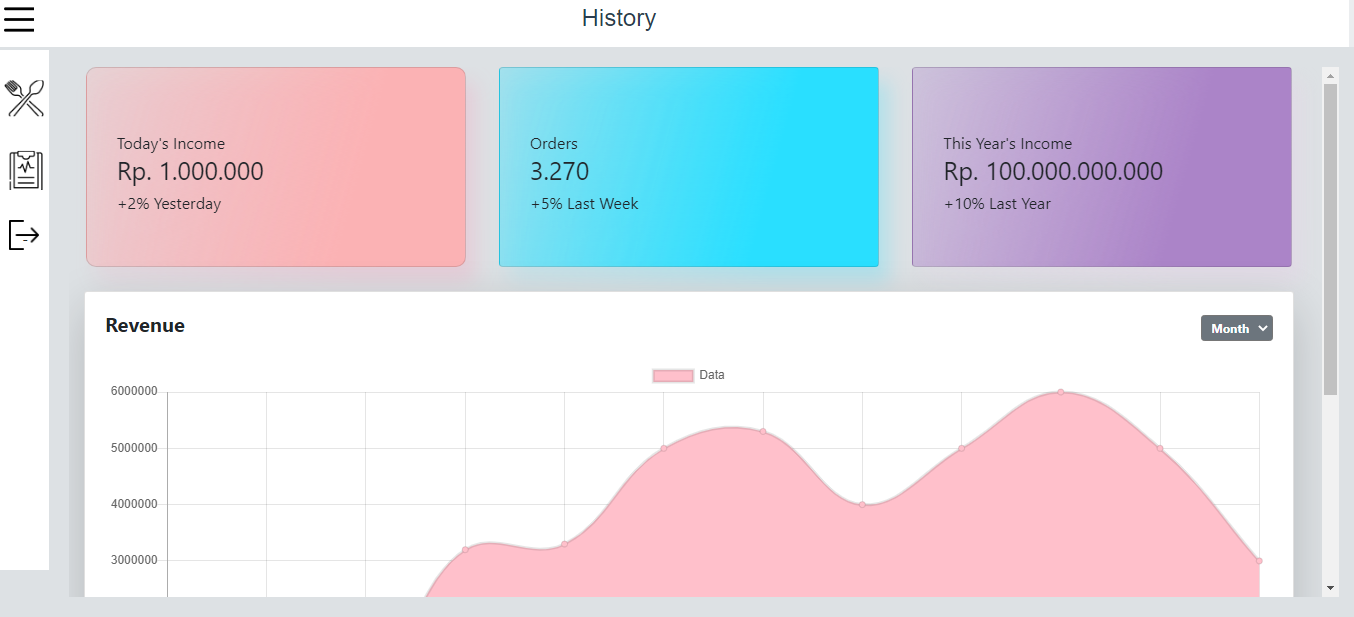 History
Today's Income
Rp. 1.000.000
+2% Yesterday
Orders
3.270
+5% Last Week
This Year's Income
Rp. 100.000.000.000
+10% Last Year
Revenue
Month
Data
6000000
5000000
4000000
3000000